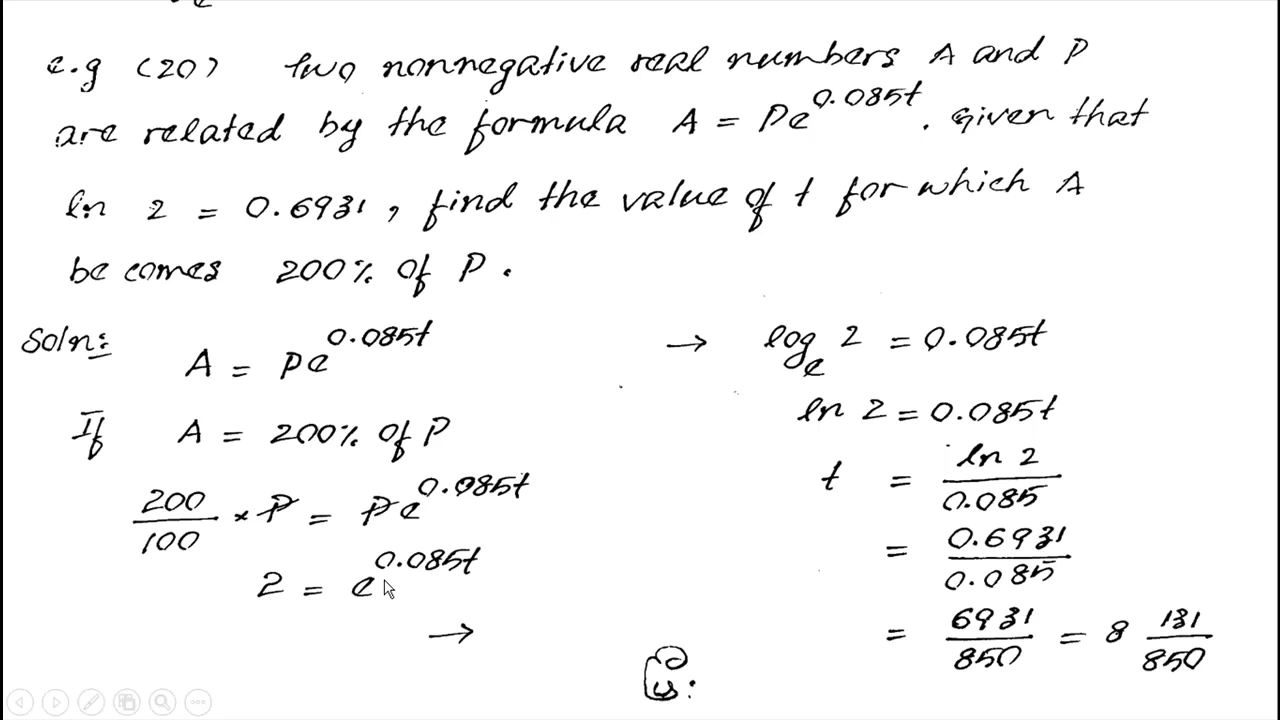 e.g (20) two nonnegative real numbers A and P
are related by the formula A = Pe^0.085t. Given that
ln 2 = 0.6931, find the value of t for which A
becomes 200% of P.
Soln:
A = Pe^0.085t
If A = 200% of P
200/100 × P = Pe^0.085t
2 = e^0.085t
→
→ log_e 2 = 0.085t
ln 2 = 0.085t
t = ln 2/0.085
= 0.6931/0.085
= 6931/850 = 8 131/850